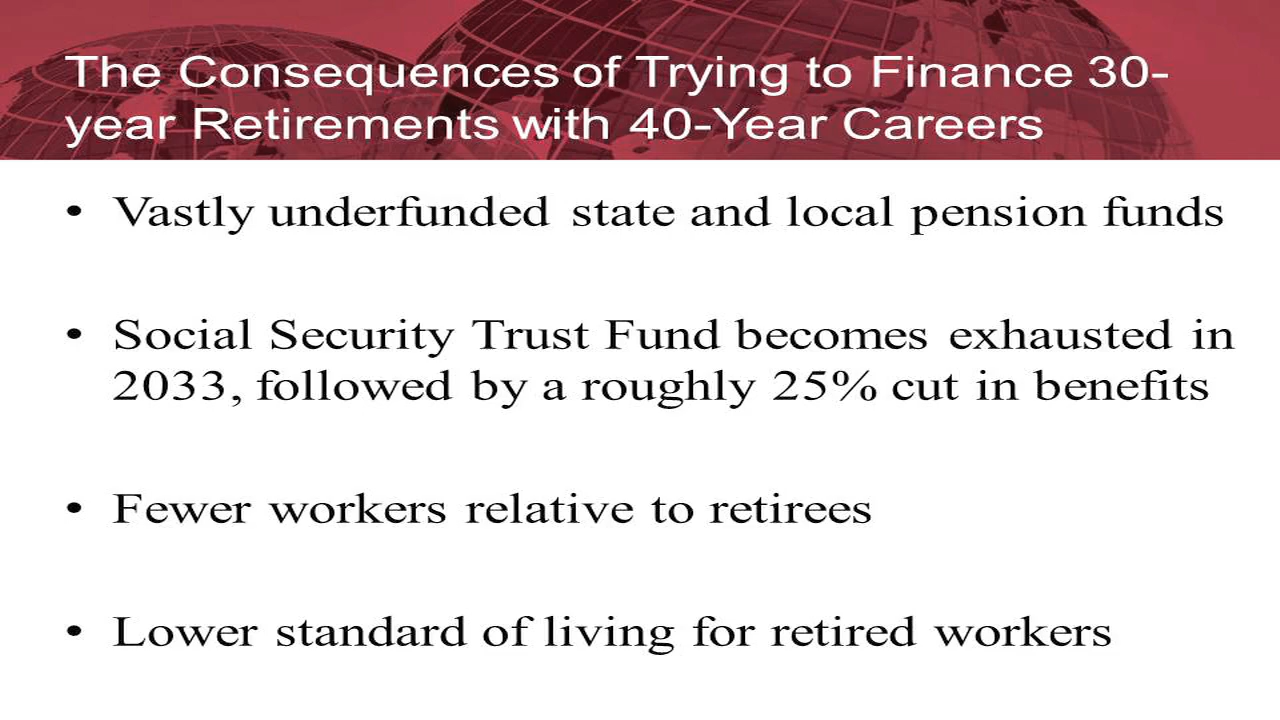 The Consequences of Trying to Finance 30-
year Retirements with 40-Year Careers
• Vastly underfunded state and local pension funds
• Social Security Trust Fund becomes exhausted in
2033, followed by a roughly 25% cut in benefits
• Fewer workers relative to retirees
• Lower standard of living for retired workers